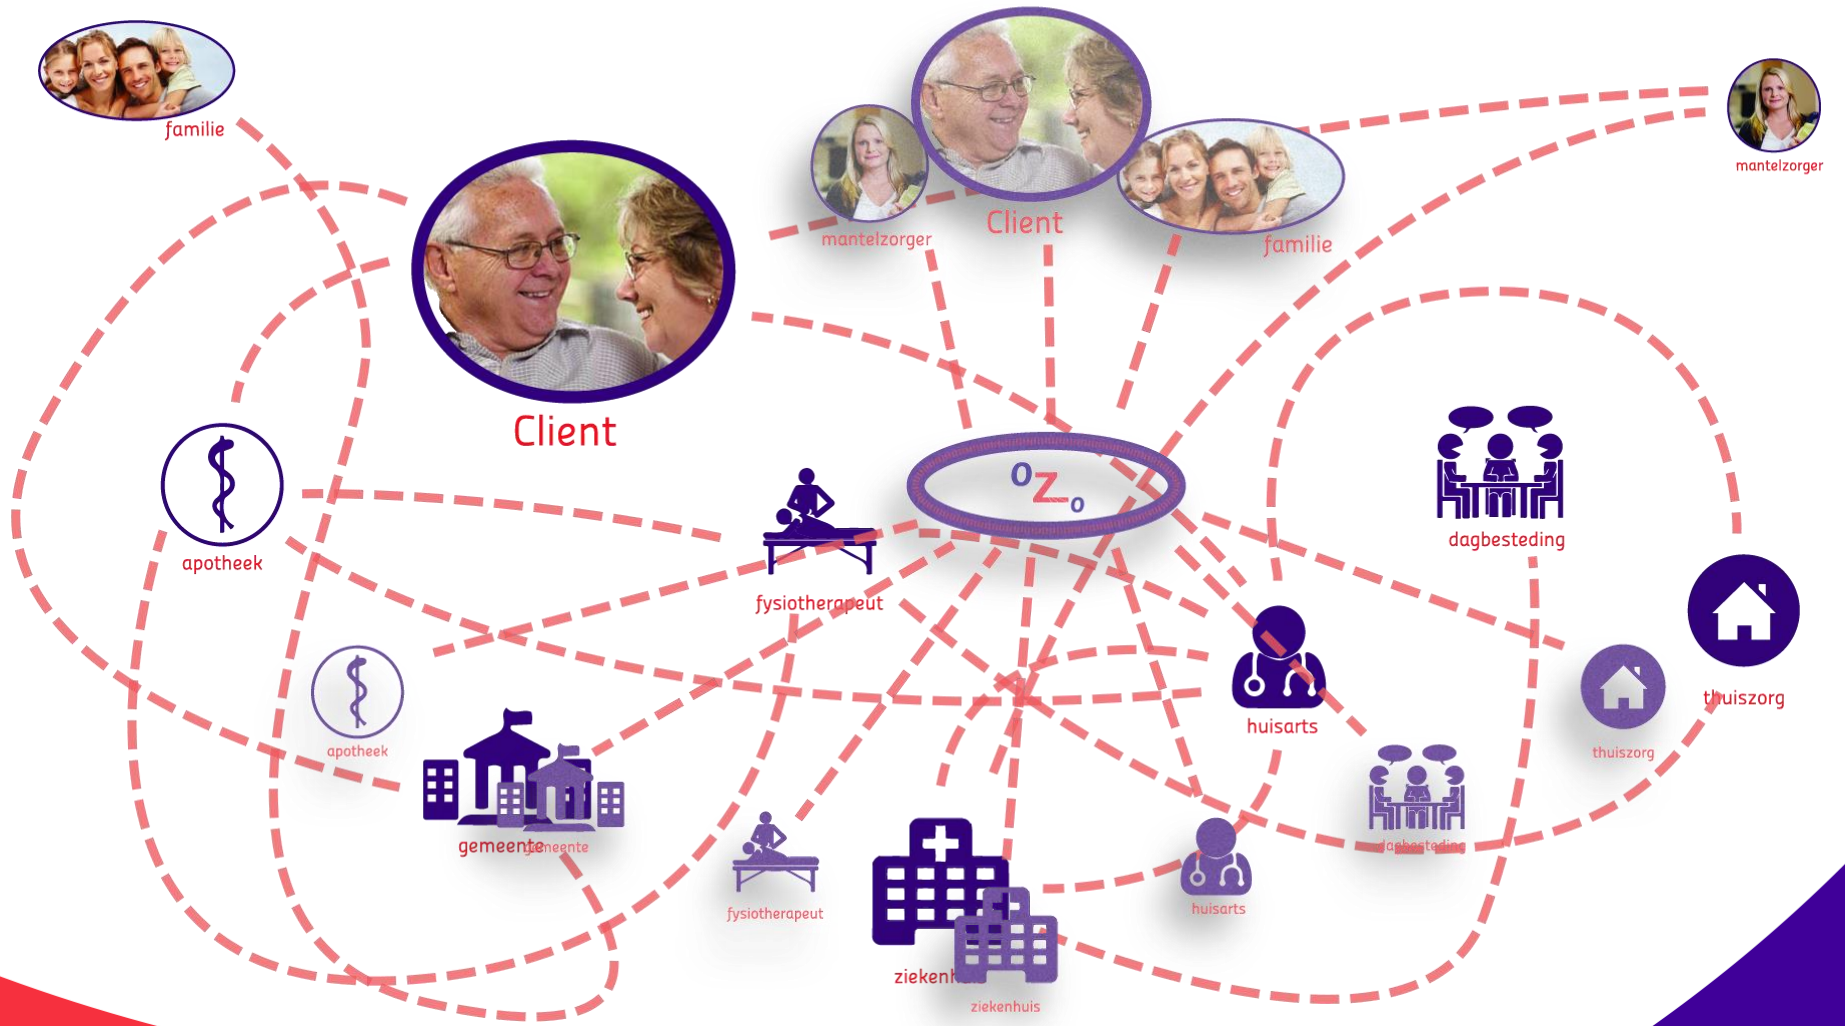 familie
mantelzorger
Client
mantelzorger
familie
Client
OZO
apotheek
fysiotherapeut
dagbesteding
huisarts
thuiszorg
apotheek
thuiszorg
gemeente
gemeente
dagbesteding
fysiotherapeut
huisarts
ziekenhuis
ziekenhuis